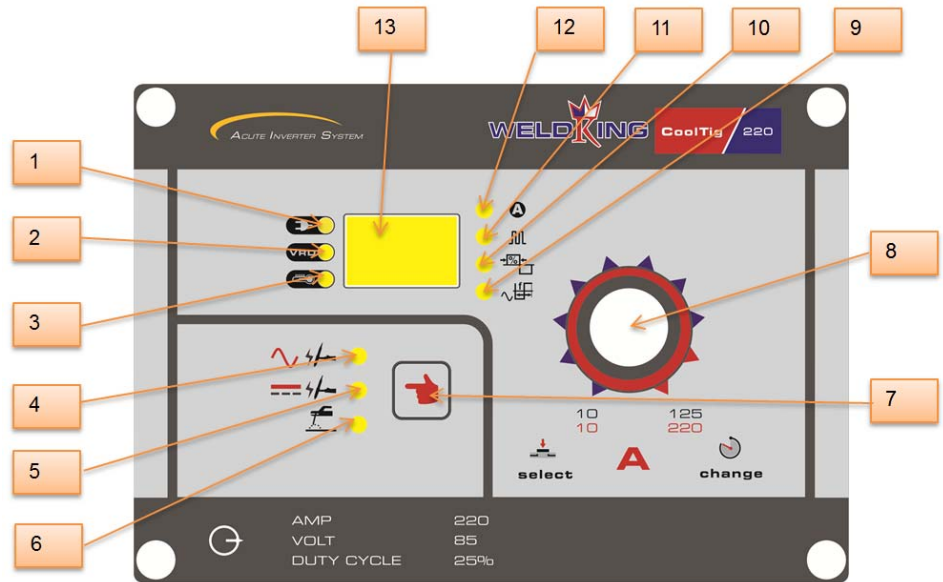 13
12
11
10
9
ACUTE INVERTER SYSTEM
WELDKING
CoolTig 220
1
2
VRD
3
A
%
8
4
5
6
7
10 125
10 220
A
select
change
AMP 220
VOLT 85
DUTY CYCLE 25%